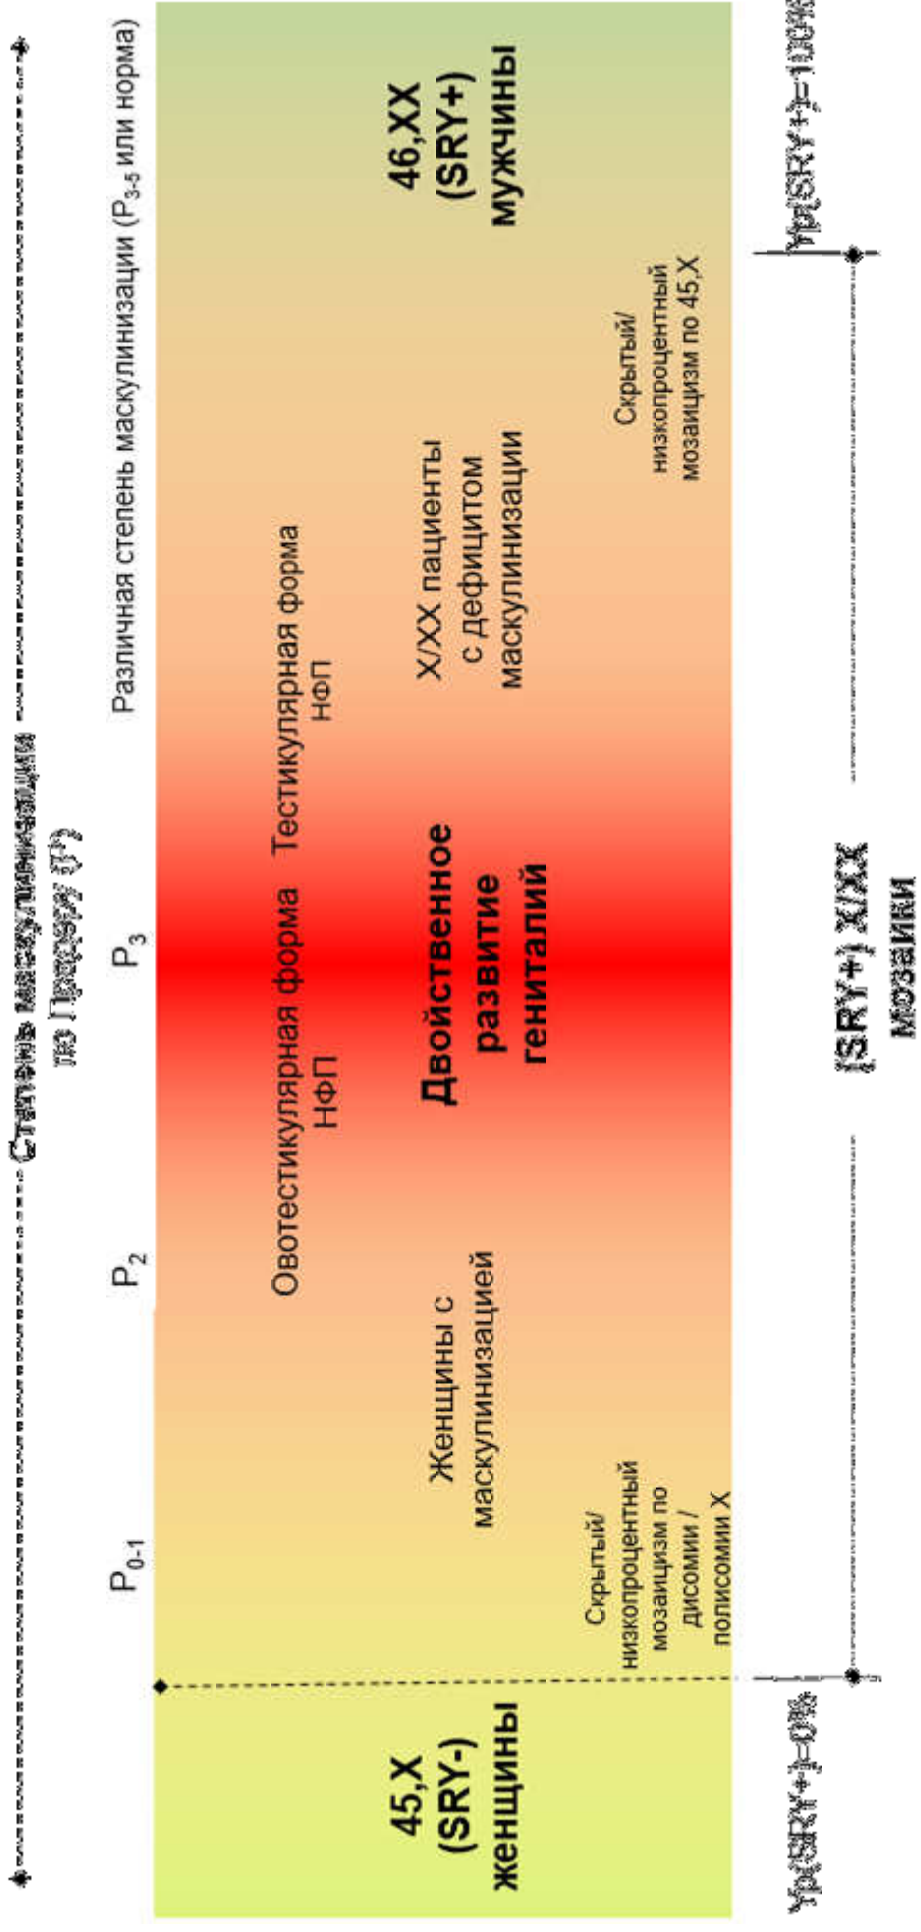 Степень маскулинизации
по Прадеру (P)
P0-1
P2
P3
Различная степень маскулинизации (P3-5 или норма)
Овотестикулярная форма
НФП
Тестикулярная форма
НФП
45,X
(SRY-)
женщины
Женщины с
маскулинизацией
Двойственное
развитие
гениталий
X/XX пациенты
с дефицитом
маскулинизации
46,XX
(SRY+)
мужчины
Скрытый/
низкопроцентный
мозаицизм по
дисомии /
полисомии X
Скрытый/
низкопроцентный
мозаицизм по 45,X
Yp(SRY+)=0%
Yp(SRY+)=100%
(SRY+) X/XX
мозаики